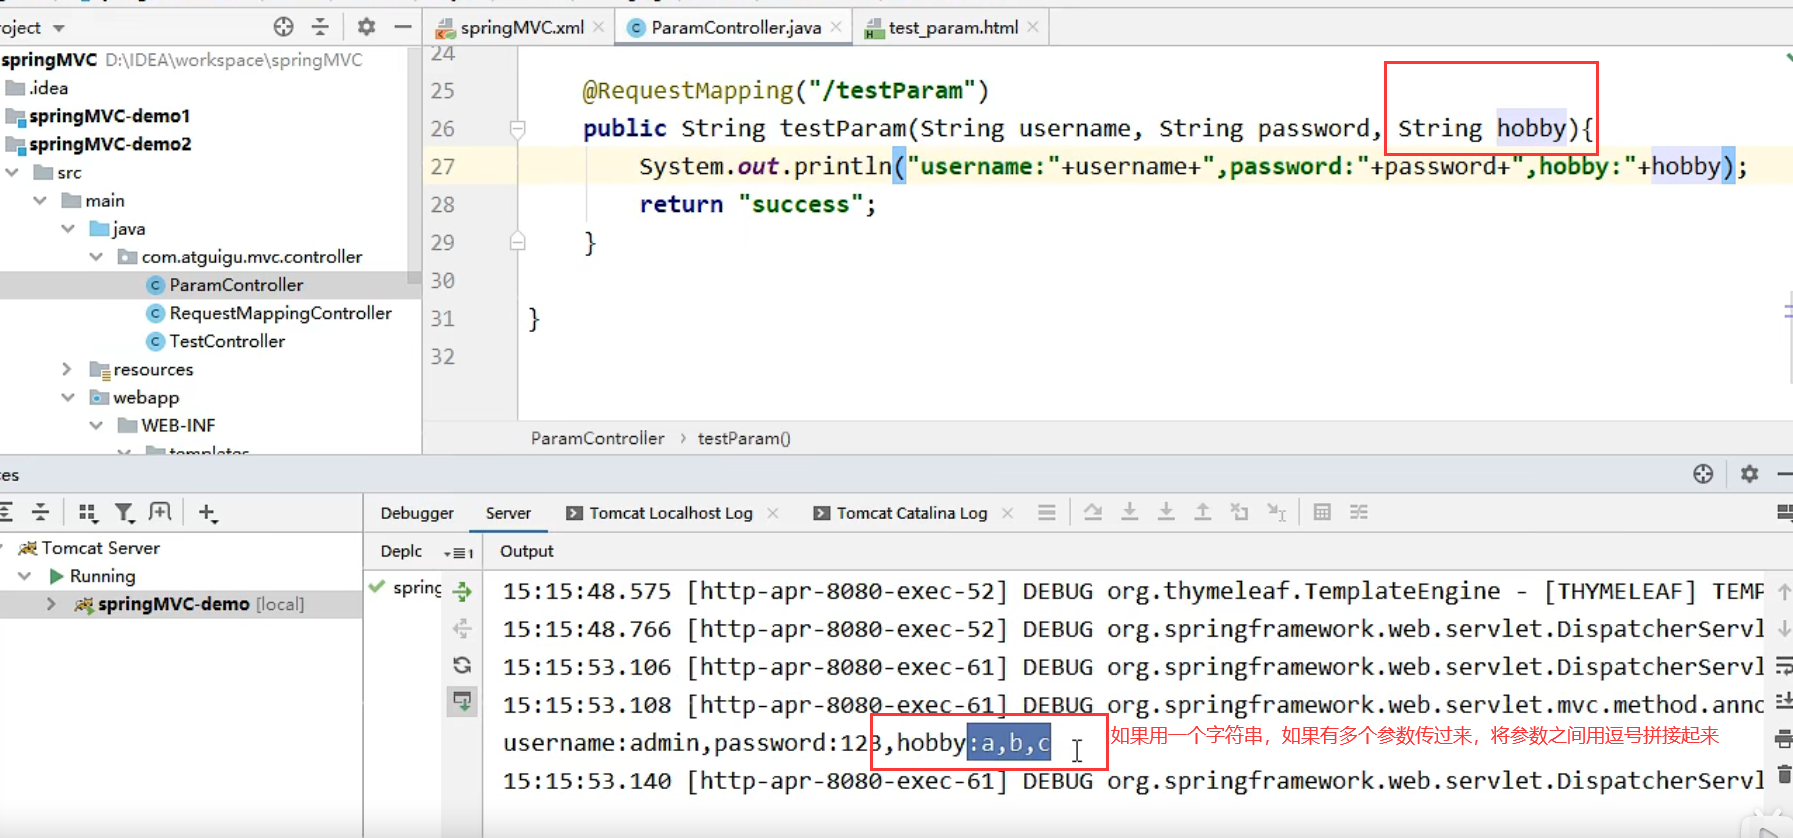 roject
springMVC.xml
ParamController.java
test_param.html
springMVC D:\IDEA\workspace\springMVC
.idea
springMVC-demo1
springMVC-demo2
src
main
java
com.atguigu.mvc.controller
ParamController
RequestMappingController
TestController
resources
webapp
WEB-INF
templates
24
25 @RequestMapping("/testParam")
26 public String testParam(String username, String password, String hobby){
27 System.out.println("username:"+username+",password:"+password+",hobby:"+hobby);
28 return "success";
29 }
30
31 }
32
ParamController › testParam()
ces
Debugger Server Tomcat Localhost Log Tomcat Catalina Log
Tomcat Server
Running
springMVC-demo [local]
Deplc 1 Output
spring
15:15:48.575 [http-apr-8080-exec-52] DEBUG org.thymeleaf.TemplateEngine - [THYMELEAF] TEMP
15:15:48.766 [http-apr-8080-exec-52] DEBUG org.springframework.web.servlet.DispatcherServl
15:15:53.106 [http-apr-8080-exec-61] DEBUG org.springframework.web.servlet.DispatcherServl
15:15:53.108 [http-apr-8080-exec-61] DEBUG org.springframework.web.servlet.mvc.method.anno
username:admin,password:123,hobby:a,b,c
如果用一个字符串，如果有多个参数传过来，将参数之间用逗号拼接起来
15:15:53.140 [http-apr-8080-exec-61] DEBUG org.springframework.web.servlet.DispatcherServl